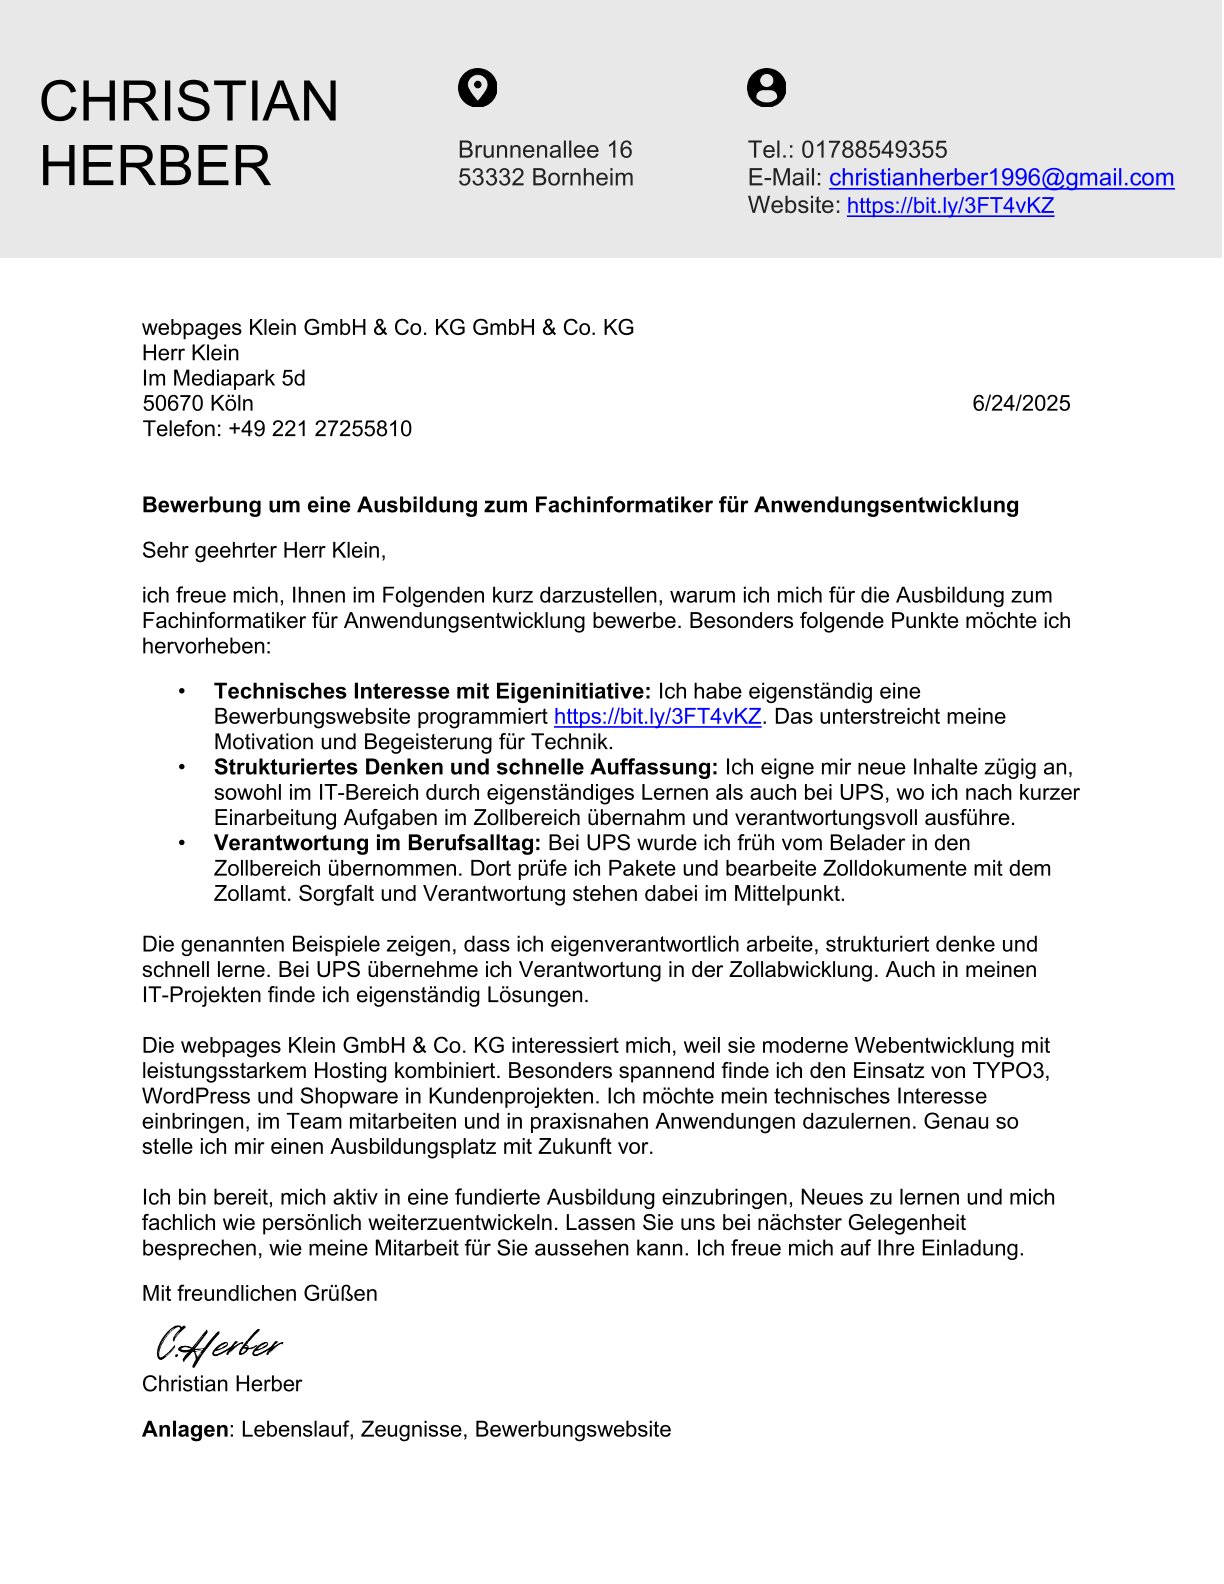 CHRISTIAN
HERBER
Brunnenallee 16
53332 Bornheim
Tel.: 01788549355
E-Mail: christianherber1996@gmail.com
Website: https://bit.ly/3FT4vKZ
webpages Klein GmbH & Co. KG GmbH & Co. KG
Herr Klein
Im Mediapark 5d
50670 Köln
6/24/2025
Telefon: +49 221 27255810
Bewerbung um eine Ausbildung zum Fachinformatiker für Anwendungsentwicklung
Sehr geehrter Herr Klein,
ich freue mich, Ihnen im Folgenden kurz darzustellen, warum ich mich für die Ausbildung zum
Fachinformatiker für Anwendungsentwicklung bewerbe. Besonders folgende Punkte möchte ich
hervorheben:
• Technisches Interesse mit Eigeninitiative: Ich habe eigenständig eine
Bewerbungswebsite programmiert https://bit.ly/3FT4vKZ. Das unterstreicht meine
Motivation und Begeisterung für Technik.
• Strukturiertes Denken und schnelle Auffassung: Ich eigne mir neue Inhalte zügig an,
sowohl im IT-Bereich durch eigenständiges Lernen als auch bei UPS, wo ich nach kurzer
Einarbeitung Aufgaben im Zollbereich übernahm und verantwortungsvoll ausführe.
• Verantwortung im Berufsalltag: Bei UPS wurde ich früh vom Belader in den
Zollbereich übernommen. Dort prüfe ich Pakete und bearbeite Zolldokumente mit dem
Zollamt. Sorgfalt und Verantwortung stehen dabei im Mittelpunkt.
Die genannten Beispiele zeigen, dass ich eigenverantwortlich arbeite, strukturiert denke und
schnell lerne. Bei UPS übernehme ich Verantwortung in der Zollabwicklung. Auch in meinen
IT-Projekten finde ich eigenständig Lösungen.
Die webpages Klein GmbH & Co. KG interessiert mich, weil sie moderne Webentwicklung mit
leistungsstarkem Hosting kombiniert. Besonders spannend finde ich den Einsatz von TYPO3,
WordPress und Shopware in Kundenprojekten. Ich möchte mein technisches Interesse
einbringen, im Team mitarbeiten und in praxisnahen Anwendungen dazulernen. Genau so
stelle ich mir einen Ausbildungsplatz mit Zukunft vor.
Ich bin bereit, mich aktiv in eine fundierte Ausbildung einzubringen, Neues zu lernen und mich
fachlich wie persönlich weiterzuentwickeln. Lassen Sie uns bei nächster Gelegenheit
besprechen, wie meine Mitarbeit für Sie aussehen kann. Ich freue mich auf Ihre Einladung.
Mit freundlichen Grüßen
C.Herber
Christian Herber
Anlagen: Lebenslauf, Zeugnisse, Bewerbungswebsite